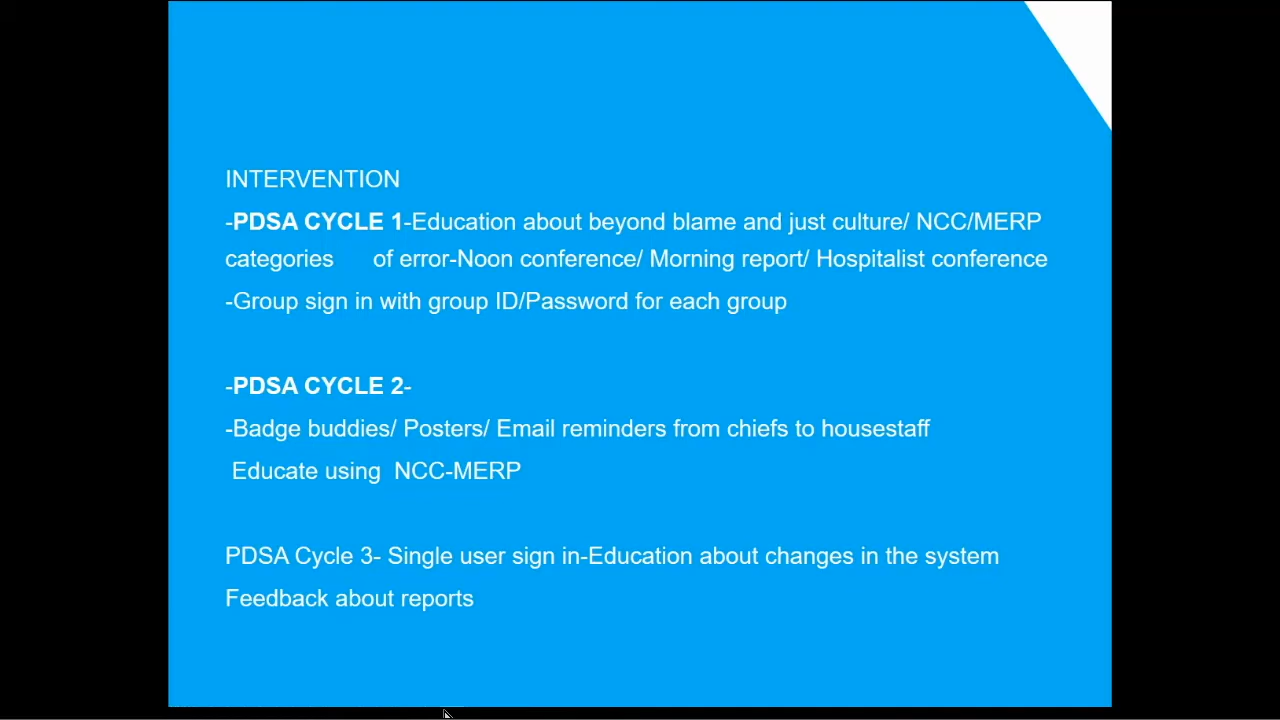 INTERVENTION
-PDSA CYCLE 1-Education about beyond blame and just culture/ NCC/MERP
categories of error-Noon conference/ Morning report/ Hospitalist conference
-Group sign in with group ID/Password for each group
-PDSA CYCLE 2-
-Badge buddies/ Posters/ Email reminders from chiefs to housestaff
Educate using NCC-MERP
PDSA Cycle 3- Single user sign in-Education about changes in the system
Feedback about reports